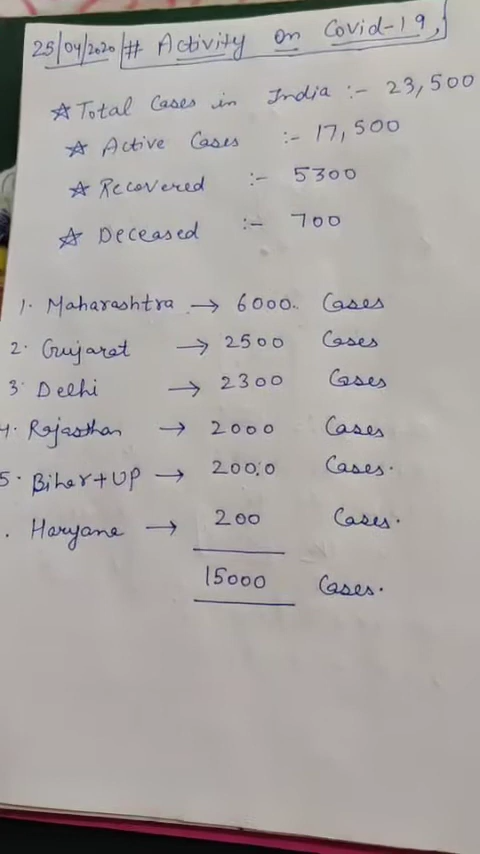 25/04/2020 # Activity on Covid-19,
☆ Total Cases in India :- 23,500
☆ Active Cases :- 17,500
☆ Recovered :- 5300
☆ Deceased :- 700
1. Maharashtra → 6000. Cases
2. Gujarat → 2500 Cases
3. Delhi → 2300 Cases
4. Rajasthan → 2000 Cases
5. Bihar+UP → 2000 Cases.
. Haryana → 200 Cases.
15000 Cases.